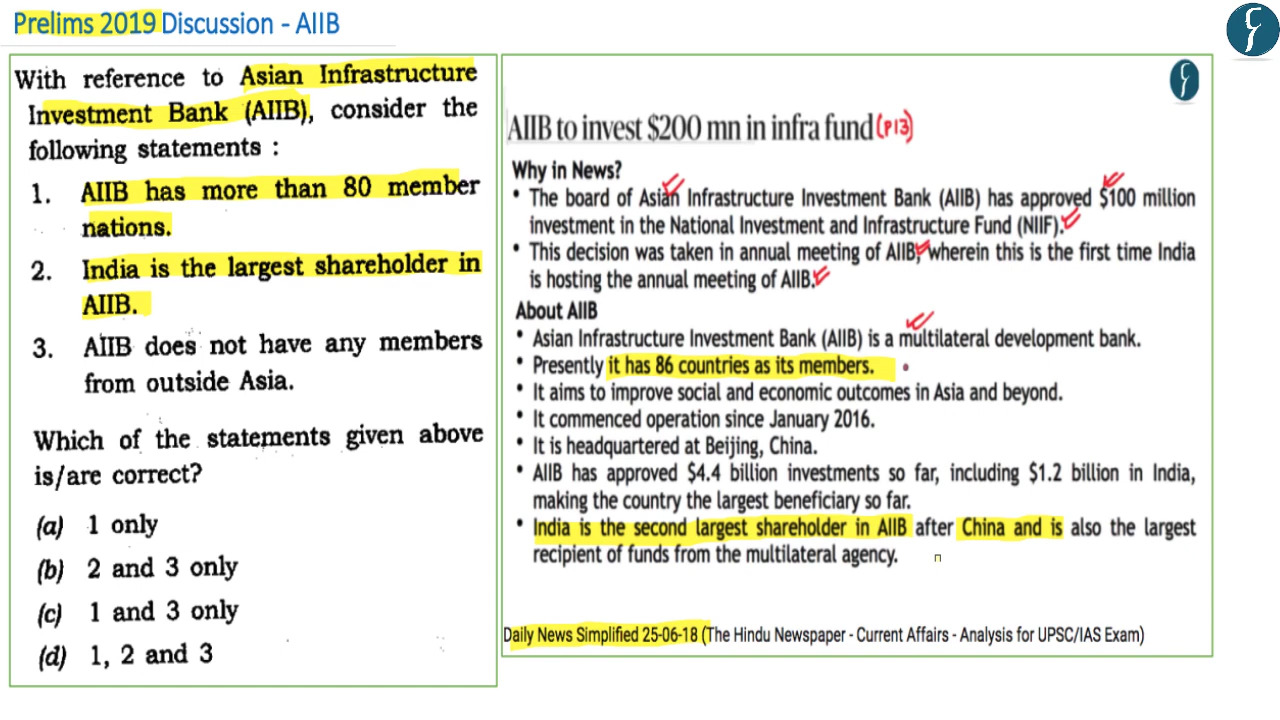 Prelims 2019 Discussion - AIIB
With reference to Asian Infrastructure
Investment Bank (AIIB), consider the
following statements :
1. AIIB has more than 80 member
nations.
2. India is the largest shareholder in
AIIB.
3. AIIB does not have any members
from outside Asia.
Which of the statements given above
is/are correct?
(a) 1 only
(b) 2 and 3 only
(c) 1 and 3 only
(d) 1, 2 and 3
AIIB to invest $200 mn in infra fund (P13)
Why in News?
• The board of Asian Infrastructure Investment Bank (AIIB) has approved $100 million
investment in the National Investment and Infrastructure Fund (NIIF).
• This decision was taken in annual meeting of AIIB, wherein this is the first time India
is hosting the annual meeting of AIIB.
About AIIB
• Asian Infrastructure Investment Bank (AIIB) is a multilateral development bank.
• Presently it has 86 countries as its members.
• It aims to improve social and economic outcomes in Asia and beyond.
• It commenced operation since January 2016.
• It is headquartered at Beijing, China.
• AIIB has approved $4.4 billion investments so far, including $1.2 billion in India,
making the country the largest beneficiary so far.
• India is the second largest shareholder in AIIB after China and is also the largest
recipient of funds from the multilateral agency.
Daily News Simplified 25-06-18 (The Hindu Newspaper - Current Affairs - Analysis for UPSC/IAS Exam)